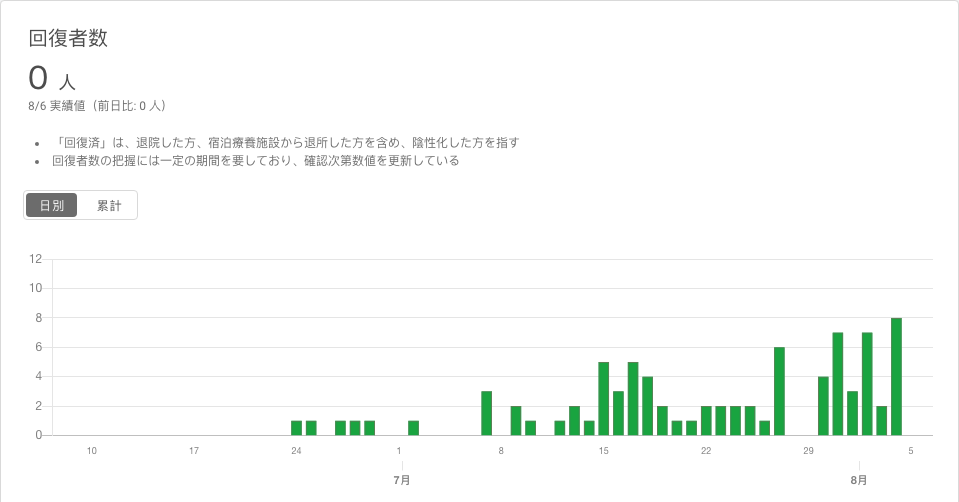 回復者数
0 人
8/6 実績値（前日比: 0 人）
• 「回復済」は、退院した方、宿泊療養施設から退所した方を含め、陰性化した方を指す
• 回復者数の把握には一定の期間を要しており、確認次第数値を更新している
日別 累計
12
10
8
6
4
2
0
10 17 24 1 8 15 22 29 5
7月 8月